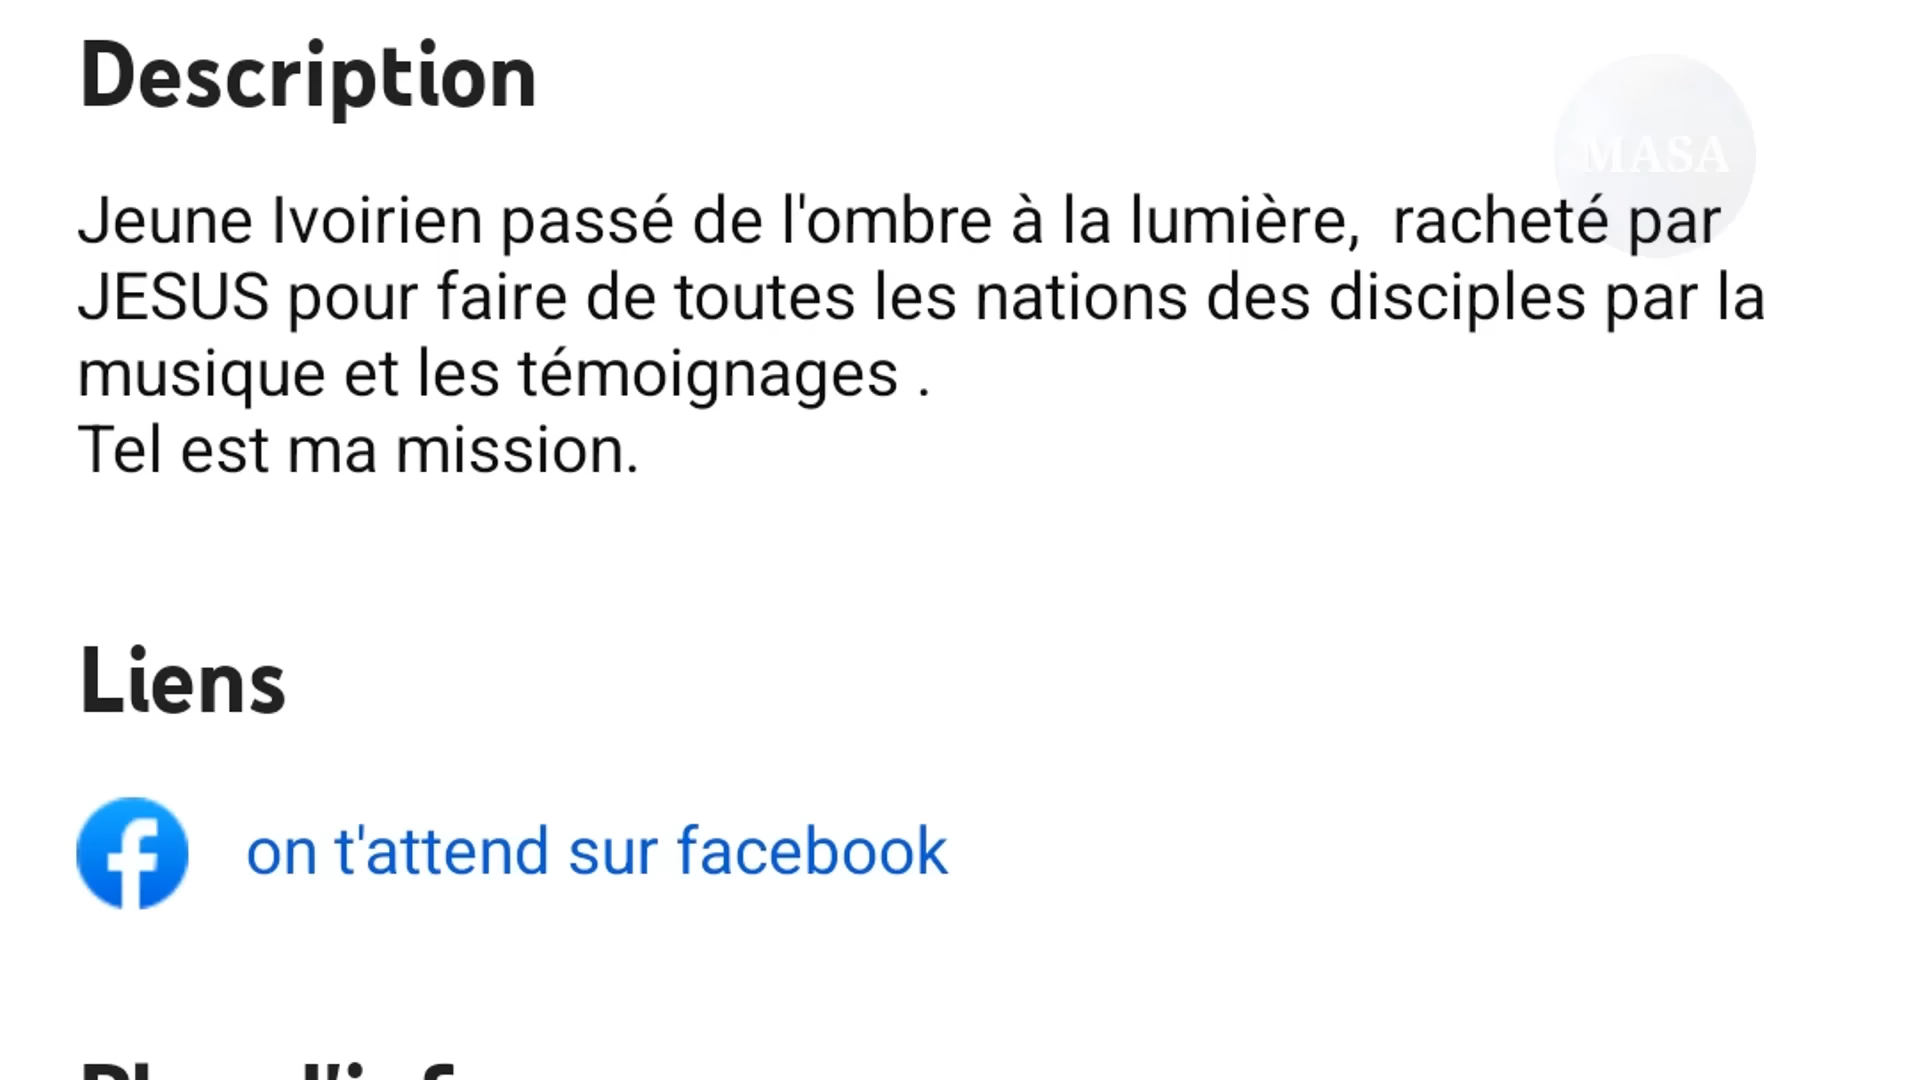 Description
MASA
Jeune Ivoirien passé de l'ombre à la lumière,  racheté par
JESUS pour faire de toutes les nations des disciples par la
musique et les témoignages .
Tel est ma mission.
Liens
on t'attend sur facebook